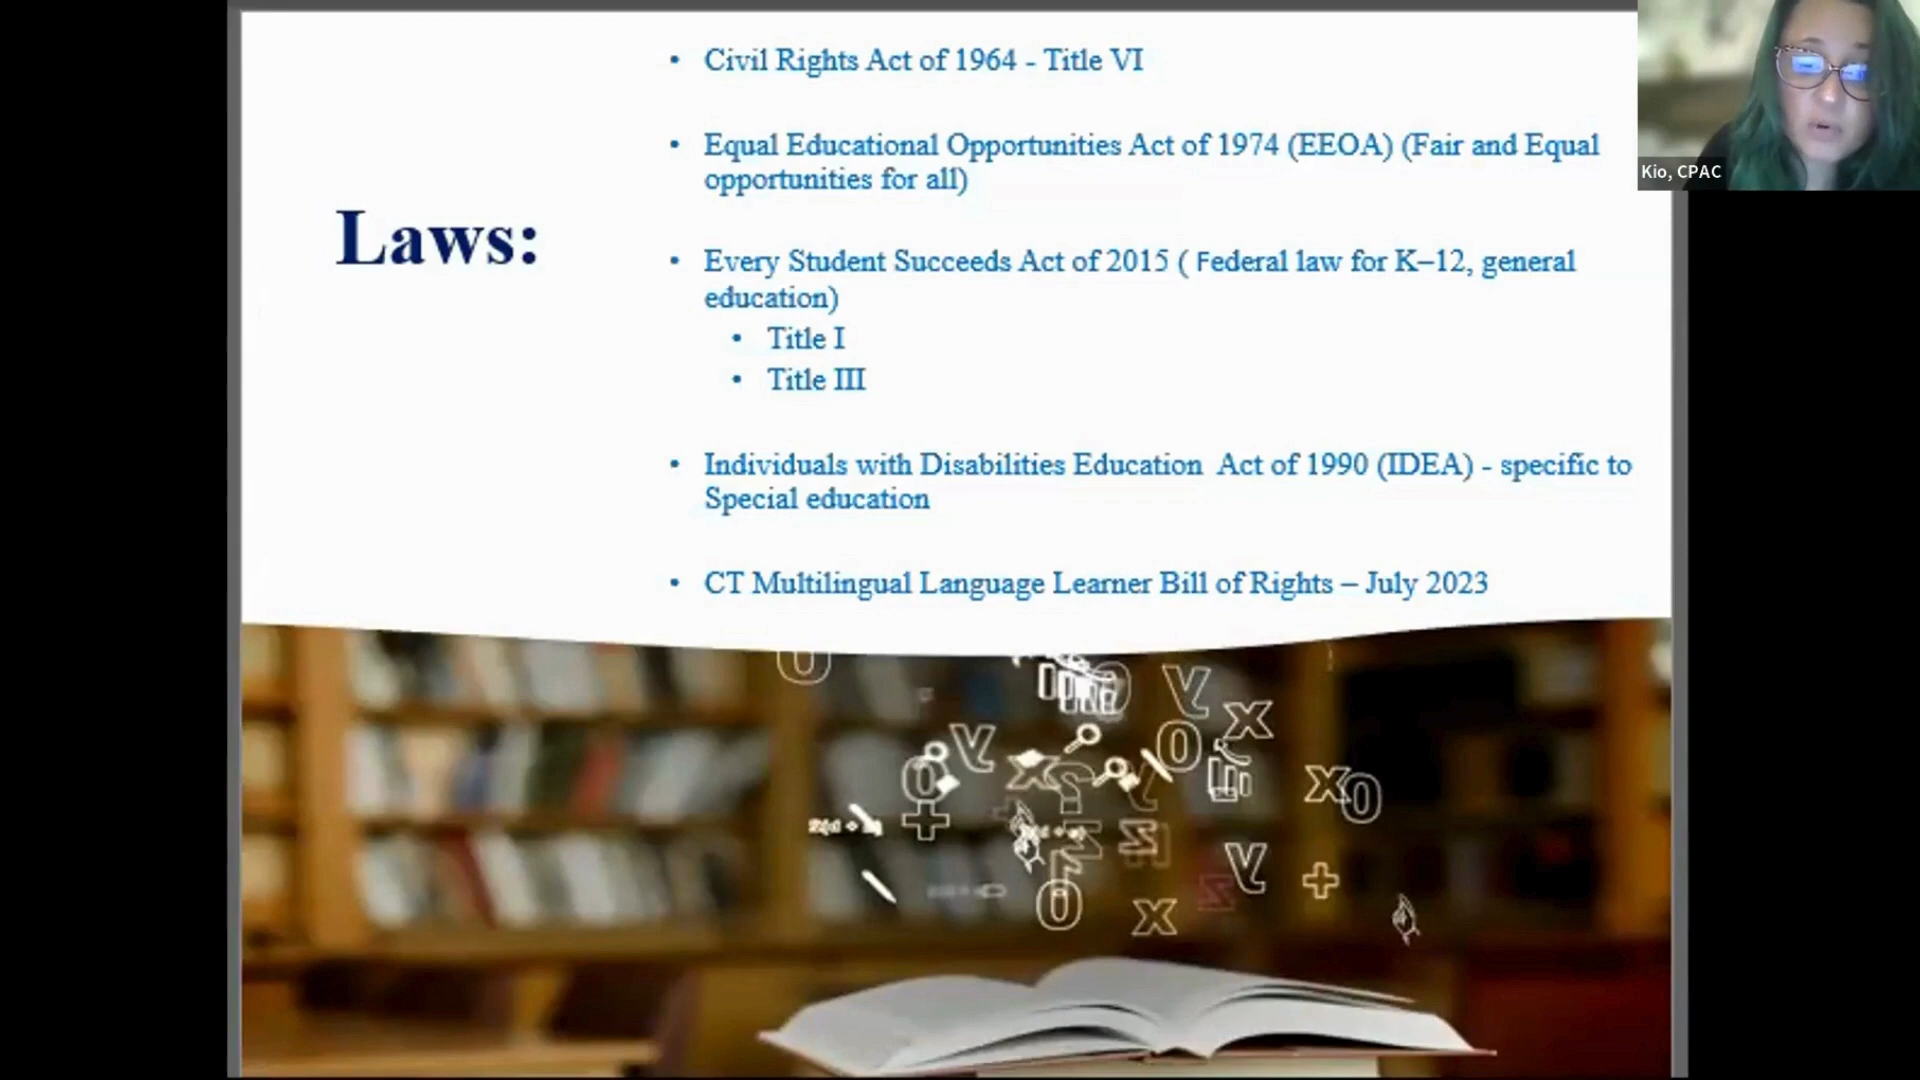 Laws:
• Civil Rights Act of 1964 - Title VI
• Equal Educational Opportunities Act of 1974 (EEOA) (Fair and Equal
opportunities for all)
• Every Student Succeeds Act of 2015 ( Federal law for K–12, general
education)
• Title I
• Title III
• Individuals with Disabilities Education  Act of 1990 (IDEA) - specific to
Special education
• CT Multilingual Language Learner Bill of Rights – July 2023
Kio, CPAC